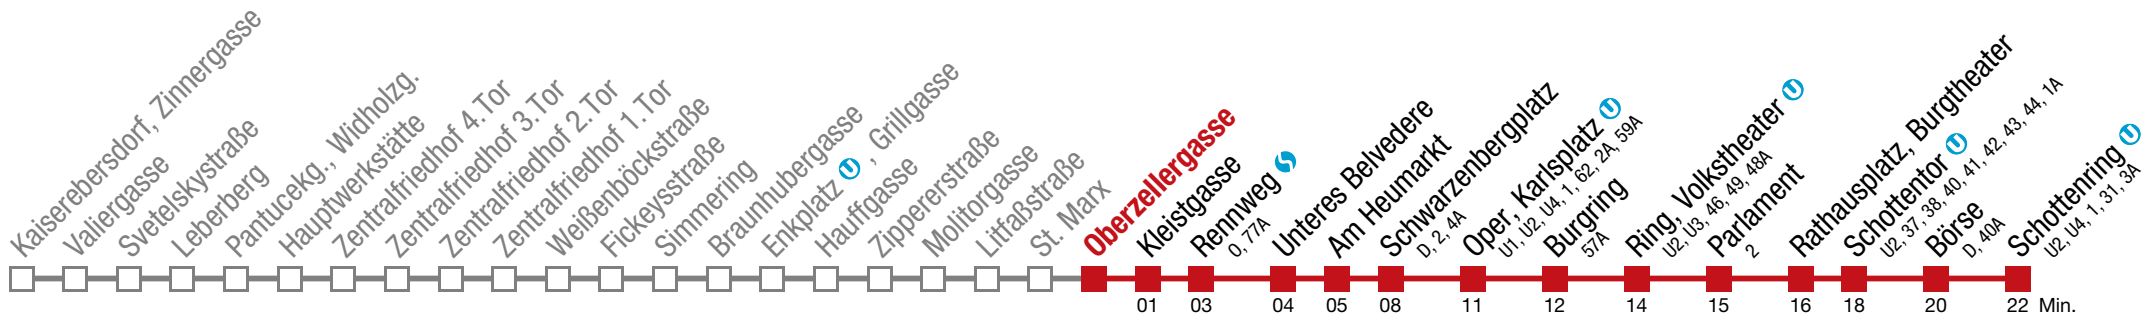 Kaiserebersdorf, Zinnergasse
Valiergasse
Svetelskystraße
Leberberg
Pantucekg., Widholzg.
Hauptwerkstätte
Zentralfriedhof 4.Tor
Zentralfriedhof 3.Tor
Zentralfriedhof 2.Tor
Zentralfriedhof 1.Tor
Weißenböckstraße
Fickeysstraße
Simmering
Braunhubergasse
Enkplatz U , Grillgasse
Hauffgasse
Zippererstraße
Molitorgasse
Litfaßstraße
St. Marx
Oberzellergasse
Kleistgasse
Rennweg S
O, 77A
Unteres Belvedere
Am Heumarkt
Schwarzenbergplatz
D, 2, 4A
Oper, Karlsplatz U
U1, U2, U4, 1, 62, 2A, 59A
Burgring
57A
Ring, Volkstheater U
U2, U3, 46, 49, 48A
Parlament
2
Rathausplatz, Burgtheater
Schottentor U
U2, 37, 38, 40, 41, 42, 43, 44, 1A
Börse
D, 40A
Schottenring U
U2, U4, 1, 31, 3A
01 03 04 05 08 11 12 14 15 16 18 20 22 Min.